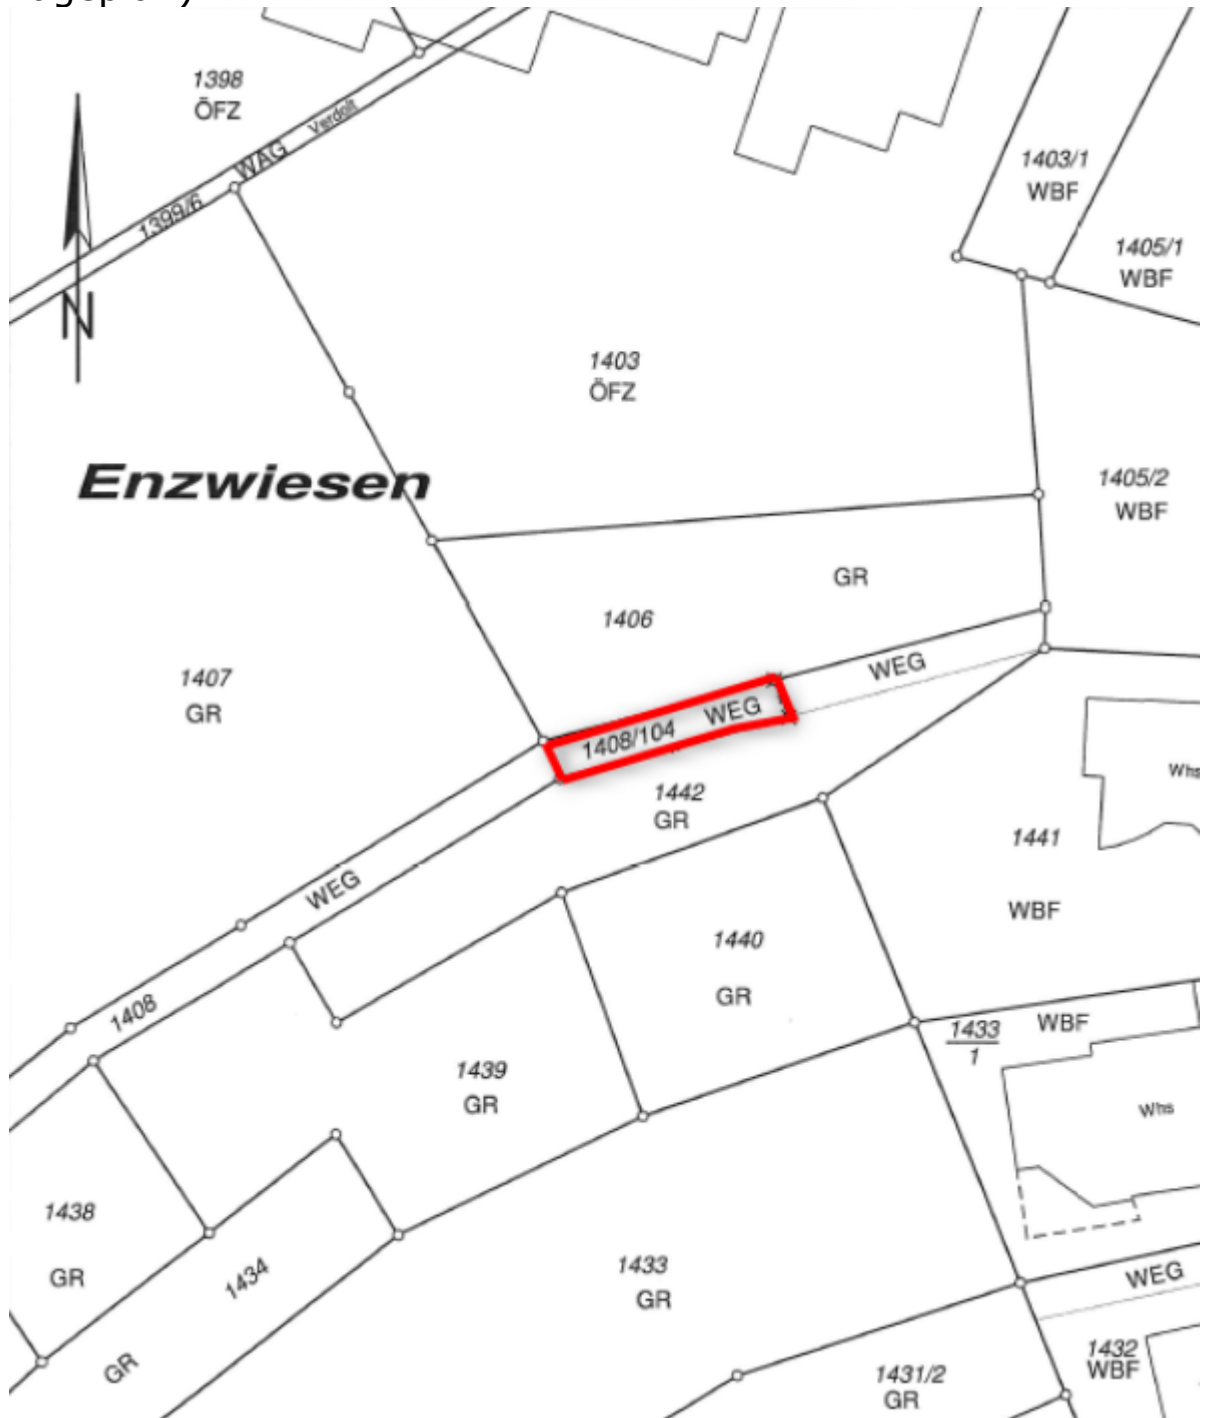 1398
ÖFZ
Verdolt
WAG
1399/6
N
1403/1
WBF
1405/1
WBF
1403
ÖFZ
Enzwiesen
1405/2
WBF
GR
1406
1407
GR
WEG
WEG
1408/104
1442
GR
Whs
1441
WBF
WEG
1440
GR
1408
1433
1
WBF
1439
GR
Whs
1438
GR
1434
GR
1433
GR
WEG
1432
WBF
1431/2
GR